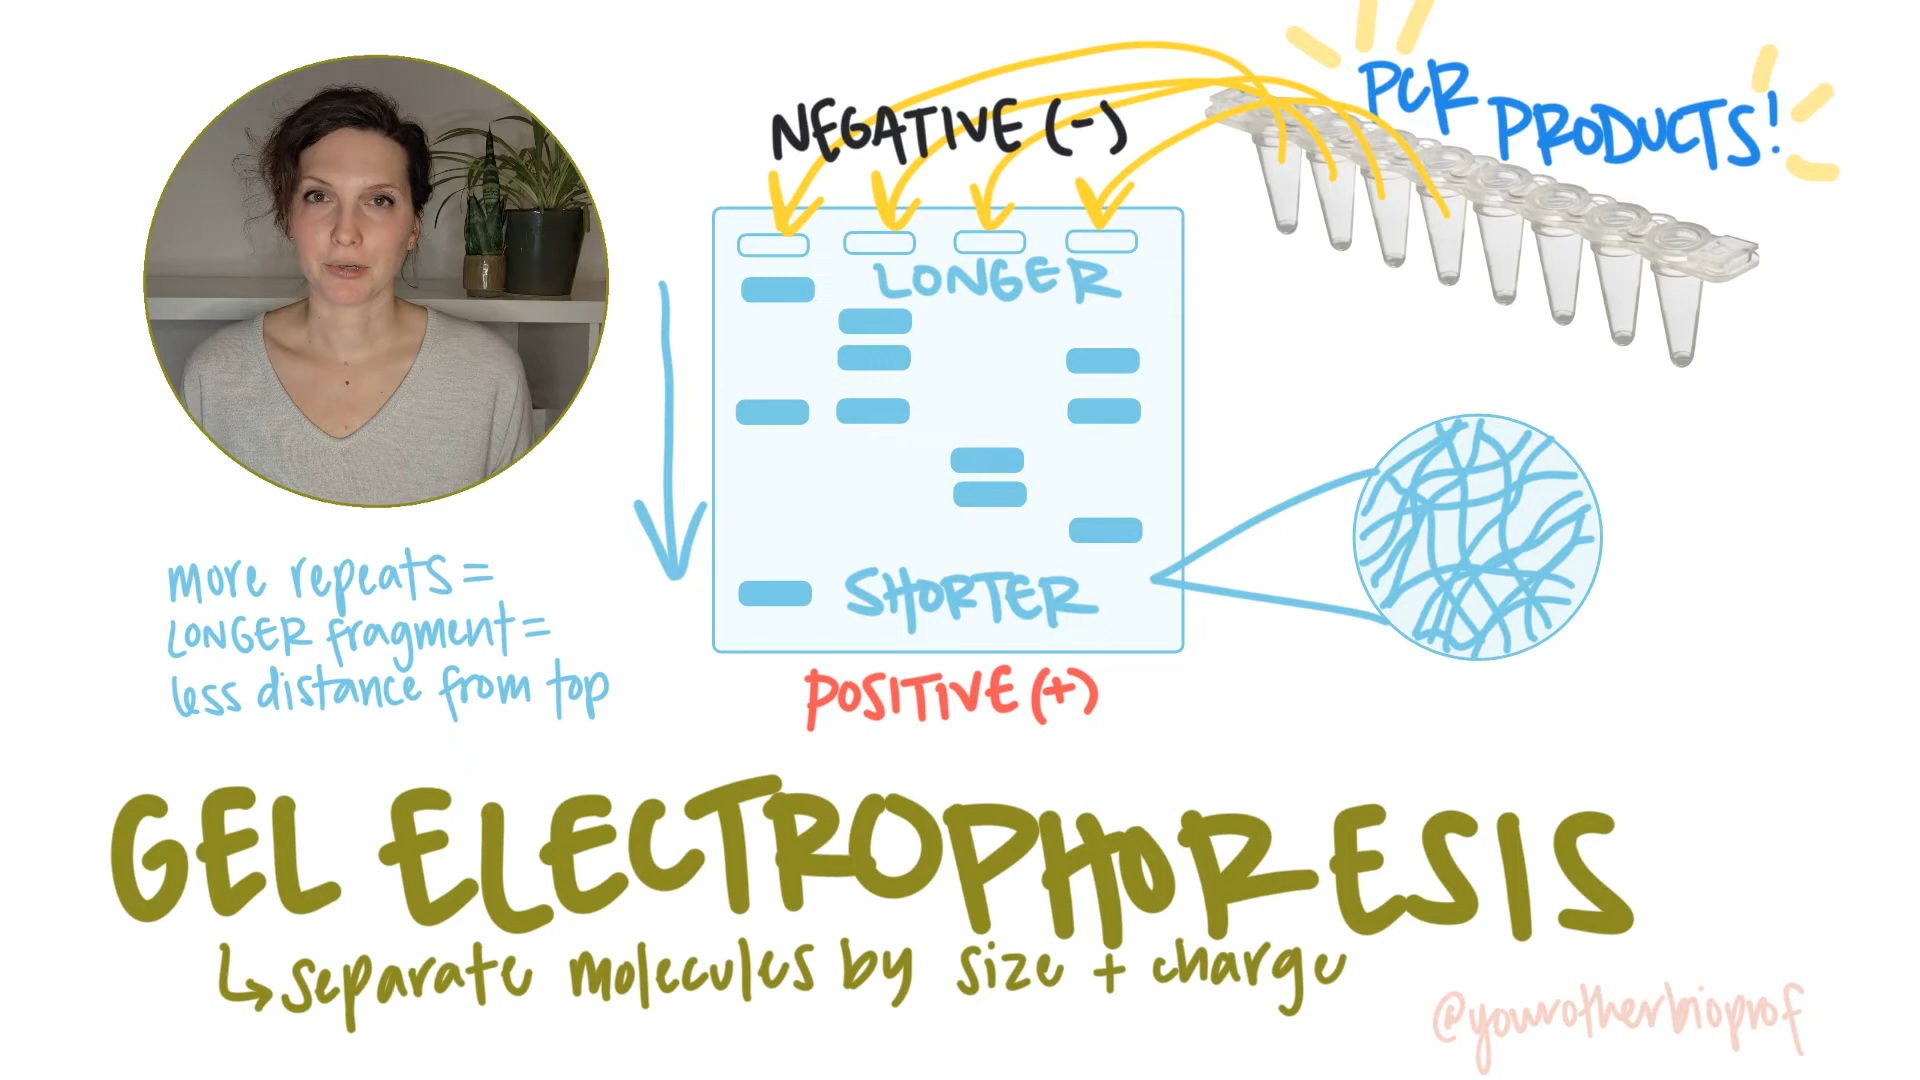 PCR
PRODUCTS!
NEGATIVE (-)
LONGER
SHORTER
POSITIVE (+)
more repeats =
LONGER fragment =
less distance from top
GEL ELECTROPHORESIS
↳ separate molecules by size + charge
@yourotherbioprof